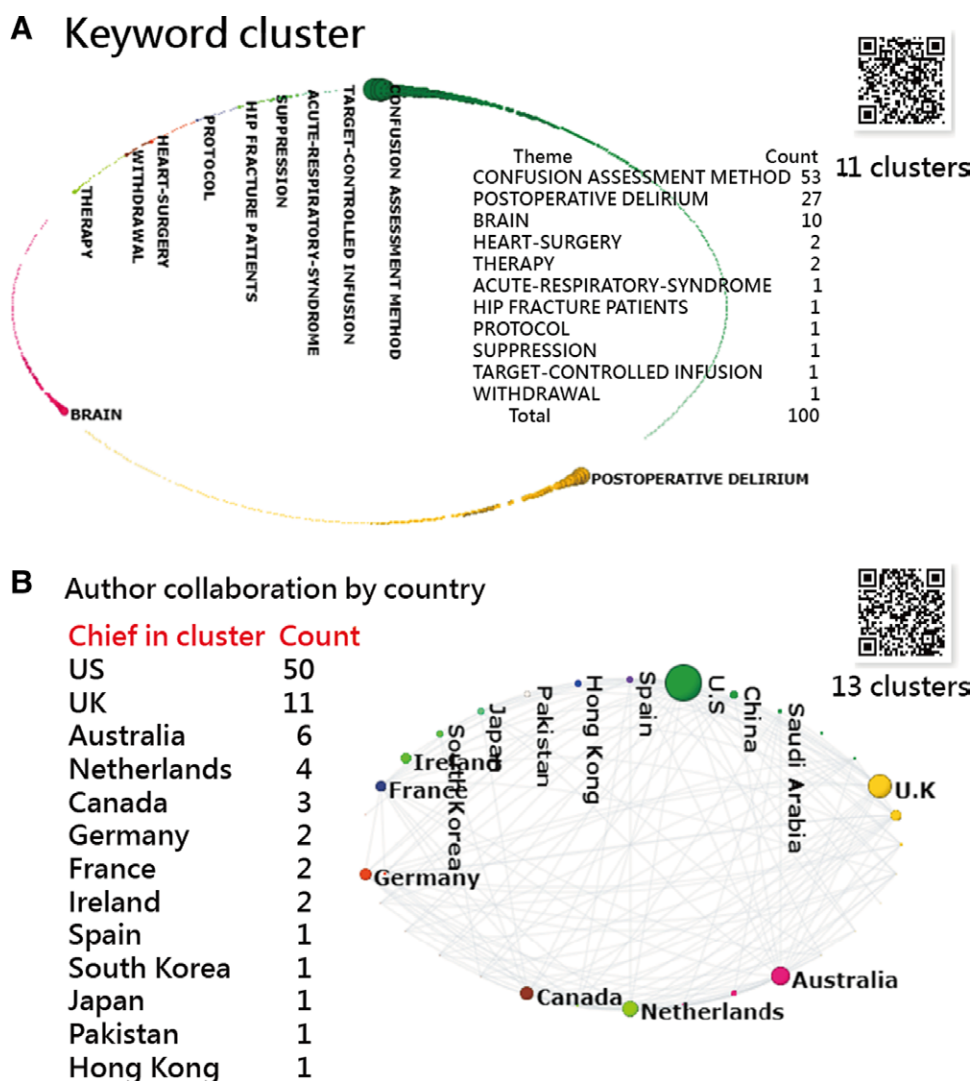 A Keyword cluster
CONFUSION ASSESSMENT METHOD
TARGET-CONTROLLED INFUSION
ACUTE-RESPIRATORY-SYNDROME
SUPPRESSION
HIP FRACTURE PATIENTS
PROTOCOL
HEART-SURGERY
WITHDRAWAL
THERAPY
BRAIN
POSTOPERATIVE DELIRIUM
11 clusters
Theme Count
CONFUSION ASSESSMENT METHOD 53
POSTOPERATIVE DELIRIUM 27
BRAIN 10
HEART-SURGERY 2
THERAPY 2
ACUTE-RESPIRATORY-SYNDROME 1
HIP FRACTURE PATIENTS 1
PROTOCOL 1
SUPPRESSION 1
TARGET-CONTROLLED INFUSION 1
WITHDRAWAL 1
Total 100
B Author collaboration by country
Chief in cluster Count
US 50
UK 11
Australia 6
Netherlands 4
Canada 3
Germany 2
France 2
Ireland 2
Spain 1
South Korea 1
Japan 1
Pakistan 1
Hong Kong 1
13 clusters
U.S
China
Saudi Arabia
U.K
Australia
Netherlands
Canada
Germany
France
Ireland
South Korea
Japan
Pakistan
Hong Kong
Spain